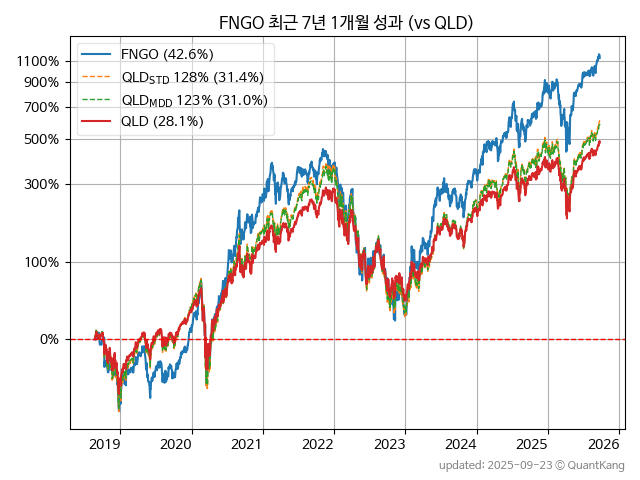 FNGO 최근 7년 1개월 성과 (vs QLD)
FNGO (42.6%)
QLD_STD 128% (31.4%)
QLD_MDD 123% (31.0%)
QLD (28.1%)
1100%
900%
700%
500%
300%
100%
0%
2019 2020 2021 2022 2023 2024 2025 2026
updated: 2025-09-23 © QuantKang